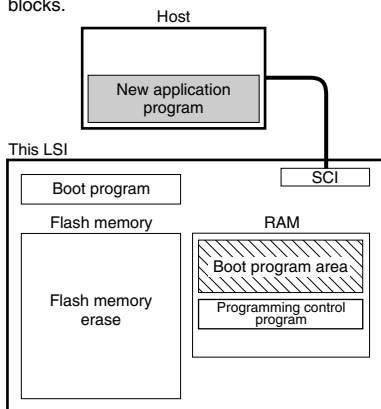 blocks.
Host
New application
program
This LSI
SCI
Boot program
Flash memory
RAM
Boot program area
Flash memory
erase
Programming control
program